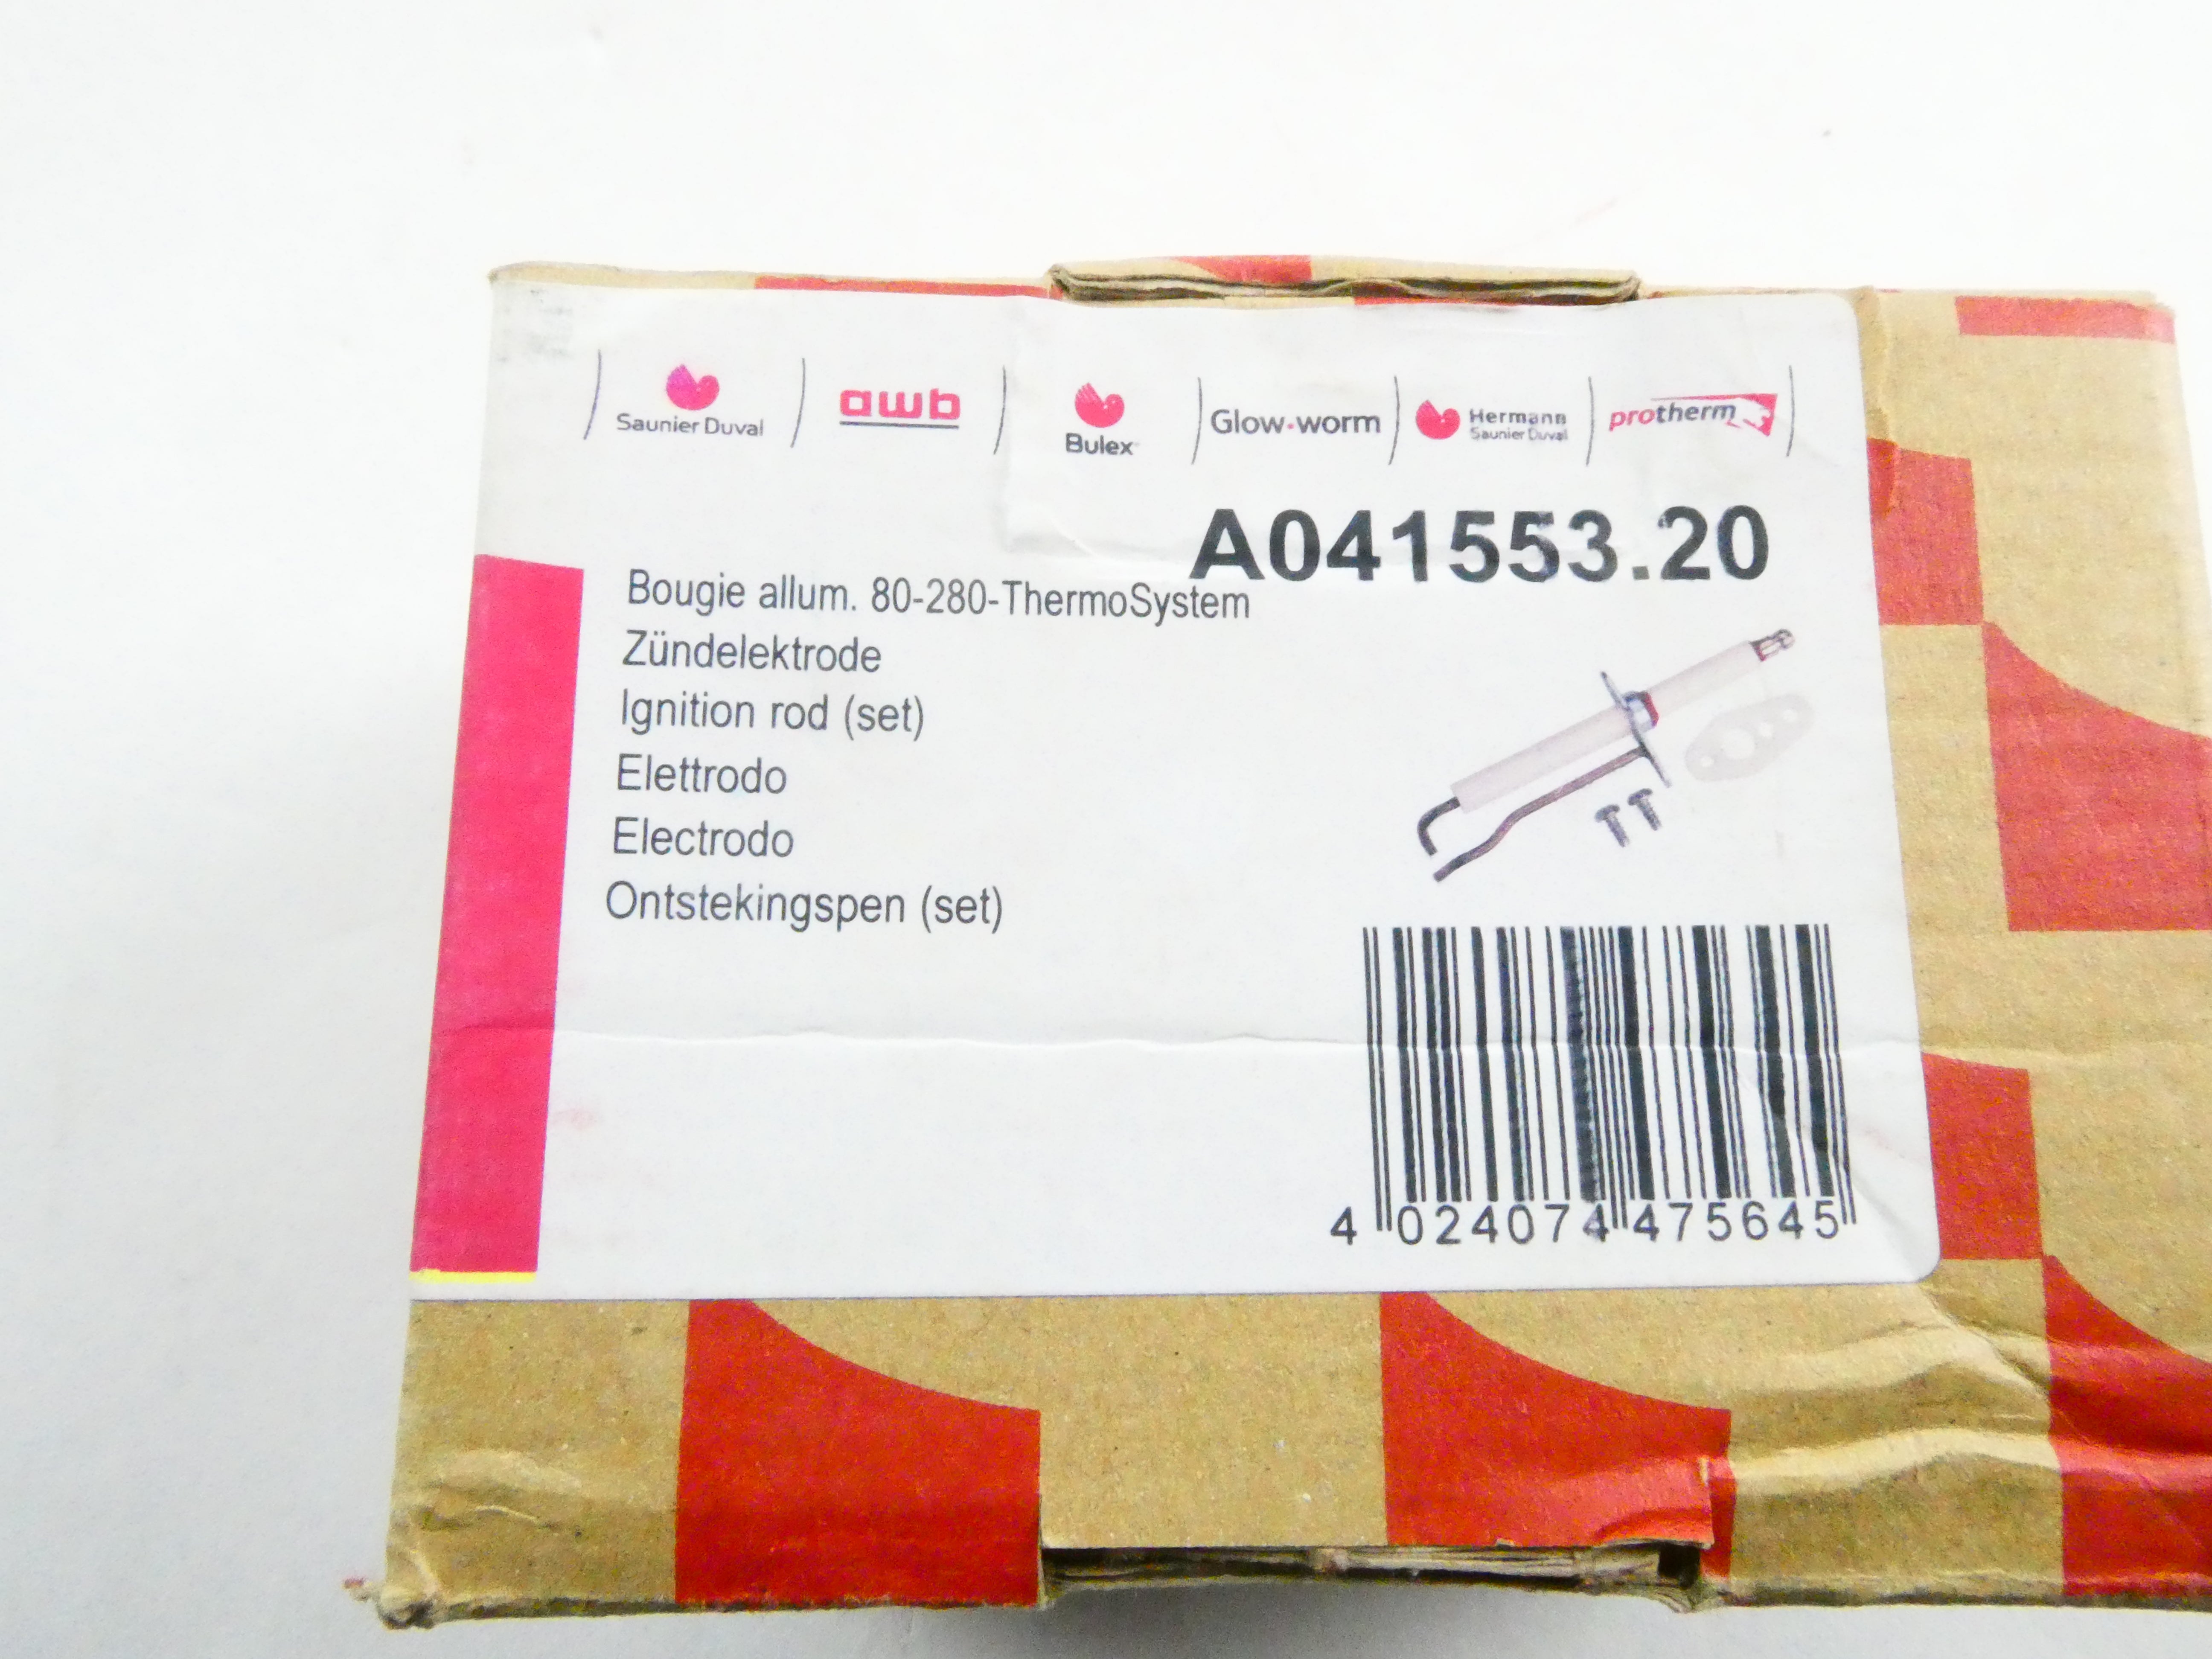 Saunier Duval awb Bulex Glow-worm Hermann Saunier Duval protherm
A041553.20
Bougie allum. 80-280-ThermoSystem
Zündelektrode
Ignition rod (set)
Elettrodo
Electrodo
Ontstekingspen (set)
4 024074 475645